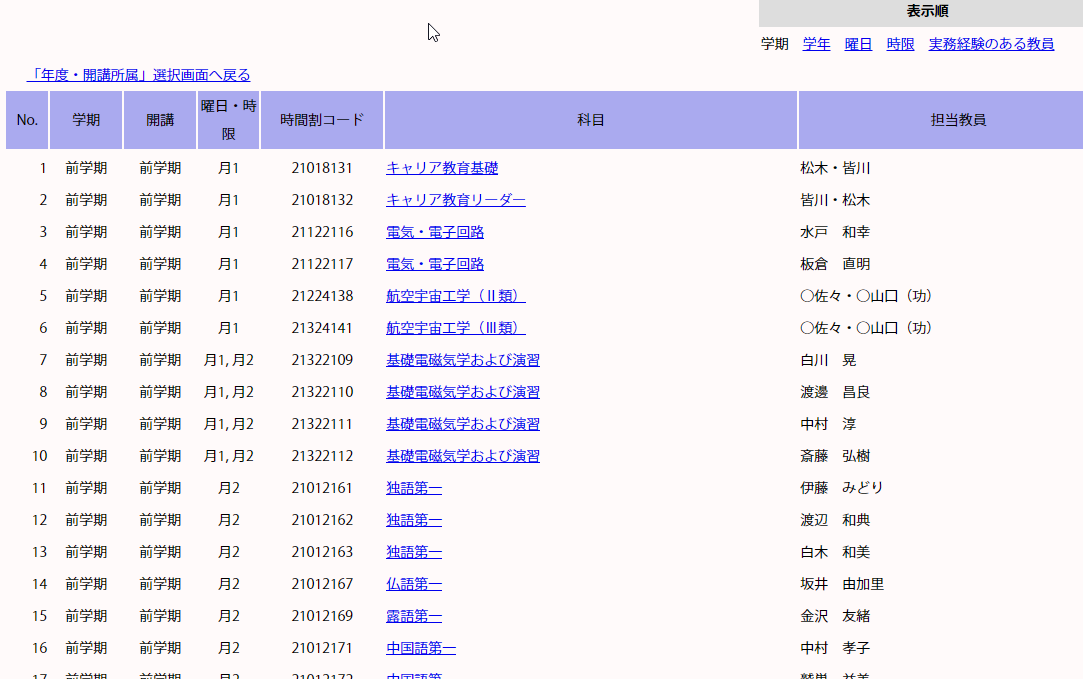 表示順
学期 学年 曜日 時限 実務経験のある教員
「年度・開講所属」選択画面へ戻る
No. 学期 開講 曜日・時限 時間割コード 科目 担当教員
1 前学期 前学期 月1 21018131 キャリア教育基礎 松木・皆川
2 前学期 前学期 月1 21018132 キャリア教育リーダー 皆川・松木
3 前学期 前学期 月1 21122116 電気・電子回路 水戸　和幸
4 前学期 前学期 月1 21122117 電気・電子回路 板倉　直明
5 前学期 前学期 月1 21224138 航空宇宙工学（Ⅱ類） ○佐々・○山口（功）
6 前学期 前学期 月1 21324141 航空宇宙工学（Ⅲ類） ○佐々・○山口（功）
7 前学期 前学期 月1, 月2 21322109 基礎電磁気学および演習 白川　晃
8 前学期 前学期 月1, 月2 21322110 基礎電磁気学および演習 渡邊　昌良
9 前学期 前学期 月1, 月2 21322111 基礎電磁気学および演習 中村　淳
10 前学期 前学期 月1, 月2 21322112 基礎電磁気学および演習 斎藤　弘樹
11 前学期 前学期 月2 21012161 独語第一 伊藤　みどり
12 前学期 前学期 月2 21012162 独語第一 渡辺　和典
13 前学期 前学期 月2 21012163 独語第一 白木　和美
14 前学期 前学期 月2 21012167 仏語第一 坂井　由加里
15 前学期 前学期 月2 21012169 露語第一 金沢　友緒
16 前学期 前学期 月2 21012171 中国語第一 中村　孝子
17 前学期 前学期 月2 21012172 中国語第一